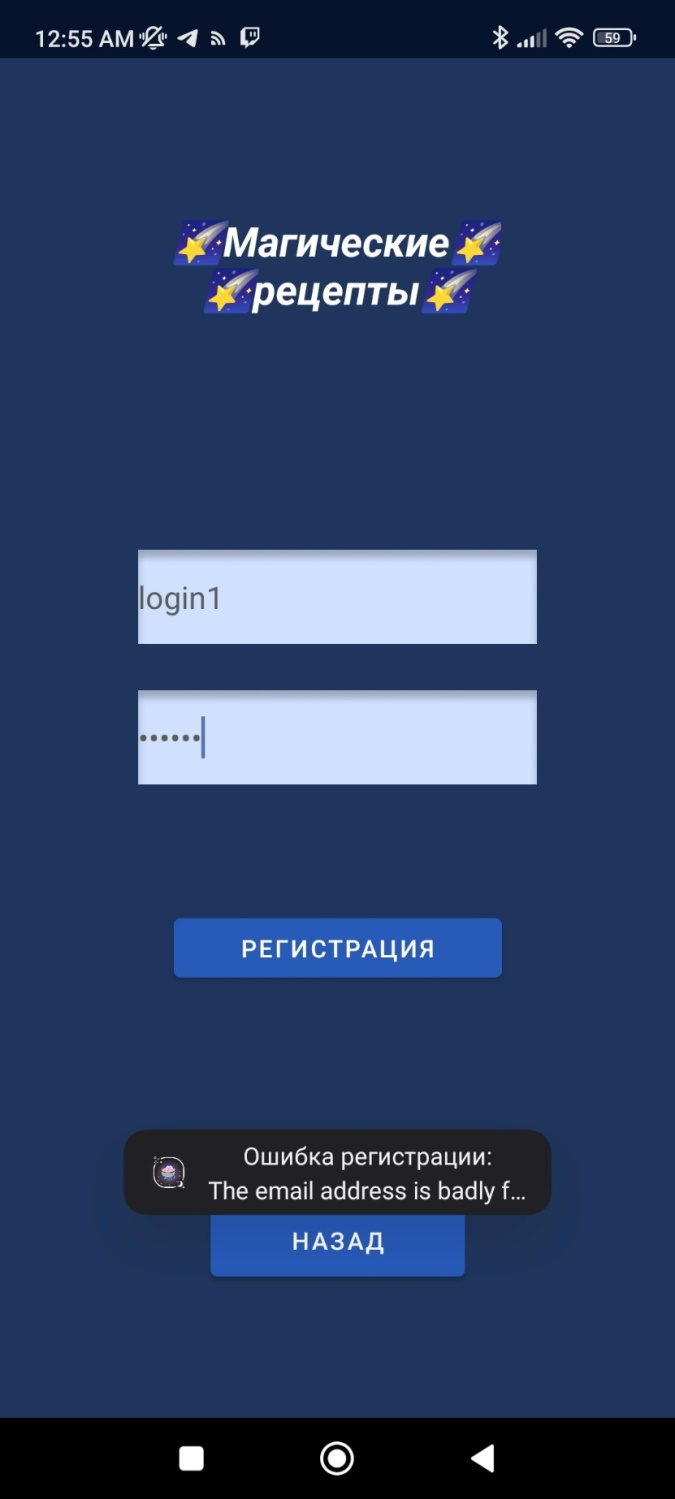 12:55 AM
59
Магические
рецепты
login1
••••••
РЕГИСТРАЦИЯ
Ошибка регистрации:
The email address is badly f...
НАЗАД